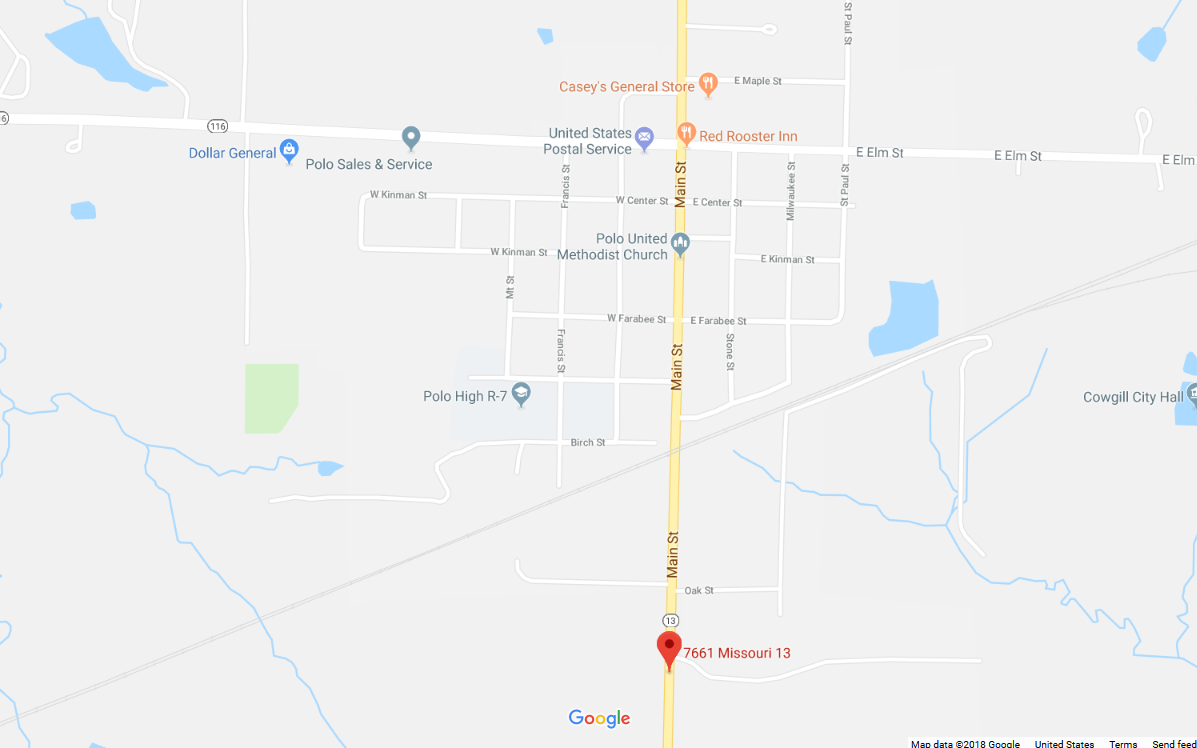 St Paul St
E Maple St
Casey's General Store
6
116
United States
Postal Service
Red Rooster Inn
Dollar General
Polo Sales & Service
E Elm St
E Elm St
E Elm
Francis St
Main St
Milwaukee St
St Paul St
W Kinman St
W Center St
E Center St
Polo United
Methodist Church
W Kinman St
E Kinman St
Mt St
W Farabee St
E Farabee St
Francis St
Stone St
Main St
Polo High R-7
Cowgill City Hall
Birch St
Main St
Oak St
13
7661 Missouri 13
Google
Map data ©2018 Google United States Terms Send feed